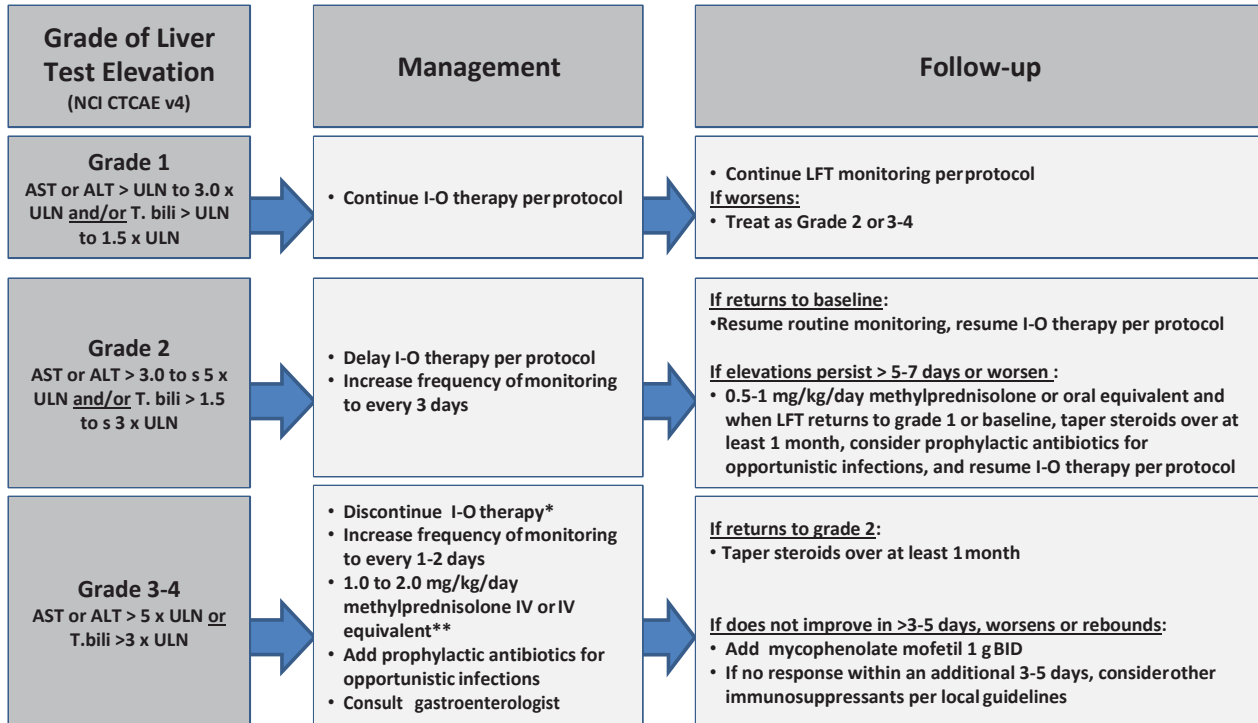 Grade of Liver
Test Elevation
(NCI CTCAE v4)
Management
Follow-up
Grade 1
AST or ALT > ULN to 3.0 x
ULN and/or T. bili > ULN
to 1.5 x ULN
• Continue I-O therapy per protocol
• Continue LFT monitoring per protocol
If worsens:
• Treat as Grade 2 or 3-4
Grade 2
AST or ALT > 3.0 to s 5 x
ULN and/or T. bili > 1.5
to s 3 x ULN
• Delay I-O therapy per protocol
• Increase frequency of monitoring
to every 3 days
If returns to baseline:
•Resume routine monitoring, resume I-O therapy per protocol
If elevations persist > 5-7 days or worsen :
• 0.5-1 mg/kg/day methylprednisolone or oral equivalent and
when LFT returns to grade 1 or baseline, taper steroids over at
least 1 month, consider prophylactic antibiotics for
opportunistic infections, and resume I-O therapy per protocol
Grade 3-4
AST or ALT > 5 x ULN or
T.bili >3 x ULN
• Discontinue I-O therapy*
• Increase frequency of monitoring
to every 1-2 days
• 1.0 to 2.0 mg/kg/day
methylprednisolone IV or IV
equivalent**
• Add prophylactic antibiotics for
opportunistic infections
• Consult gastroenterologist
If returns to grade 2:
• Taper steroids over at least 1 month
If does not improve in >3-5 days, worsens or rebounds:
• Add mycophenolate mofetil 1 g BID
• If no response within an additional 3-5 days, consider other
immunosuppressants per local guidelines